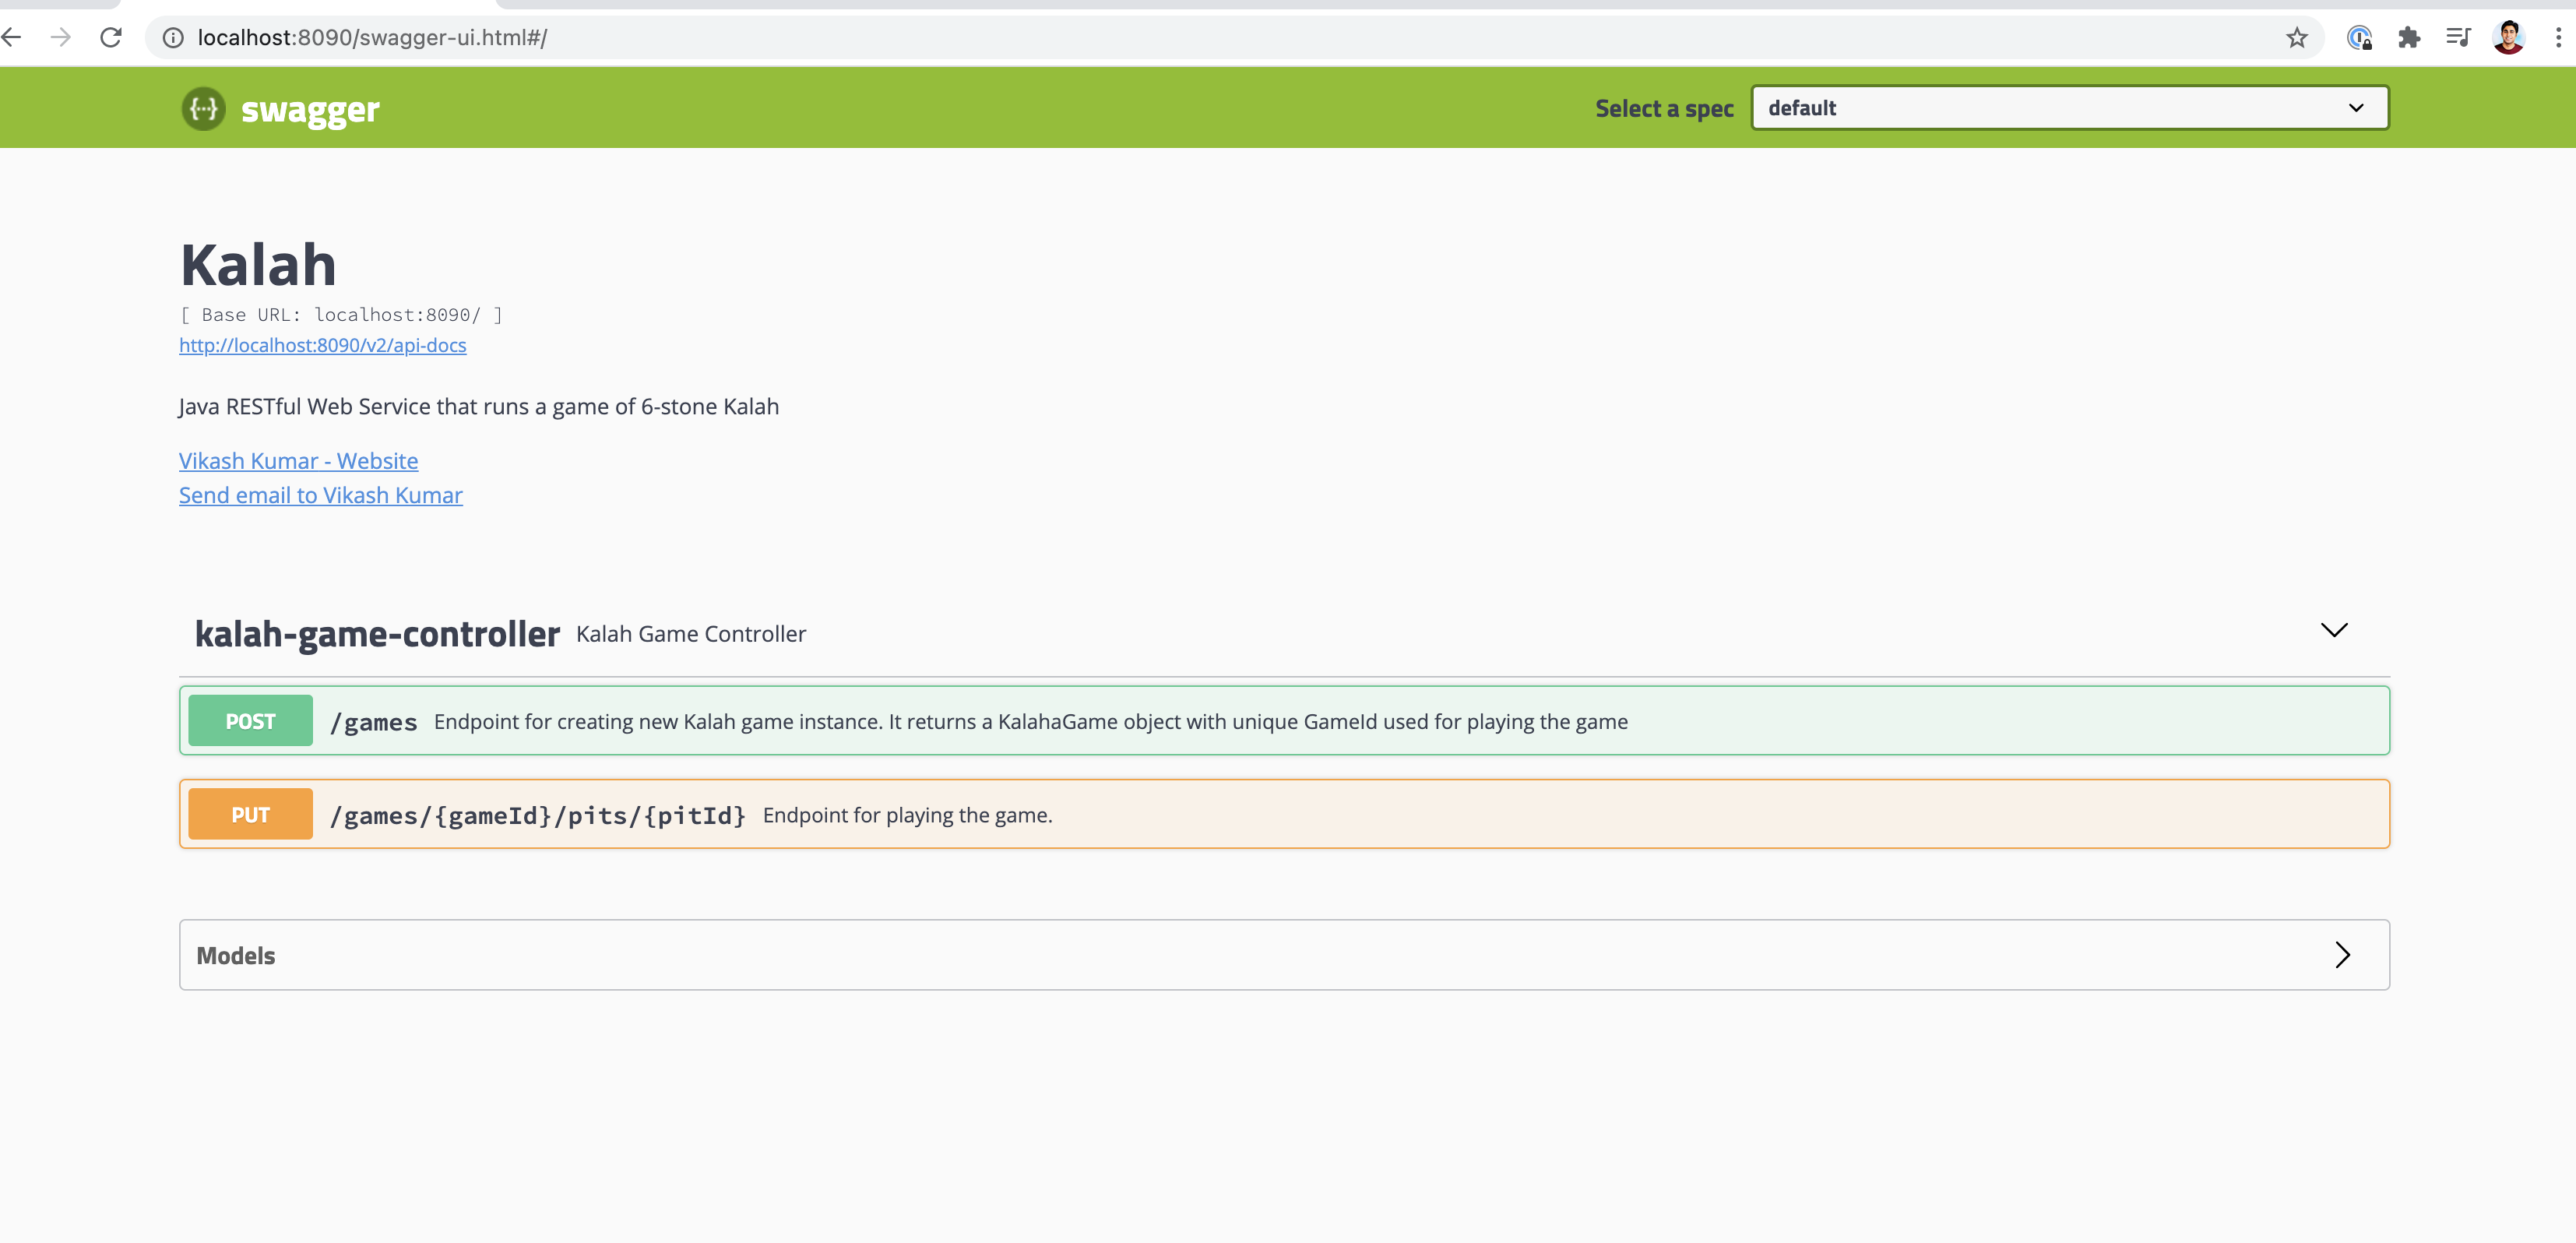 localhost:8090/swagger-ui.html#/
{...} swagger
Select a spec
default
Kalah
[ Base URL: localhost:8090/ ]
http://localhost:8090/v2/api-docs
Java RESTful Web Service that runs a game of 6-stone Kalah
Vikash Kumar - Website
Send email to Vikash Kumar
kalah-game-controller Kalah Game Controller
POST /games Endpoint for creating new Kalah game instance. It returns a KalahaGame object with unique GameId used for playing the game
PUT /games/{gameId}/pits/{pitId} Endpoint for playing the game.
Models